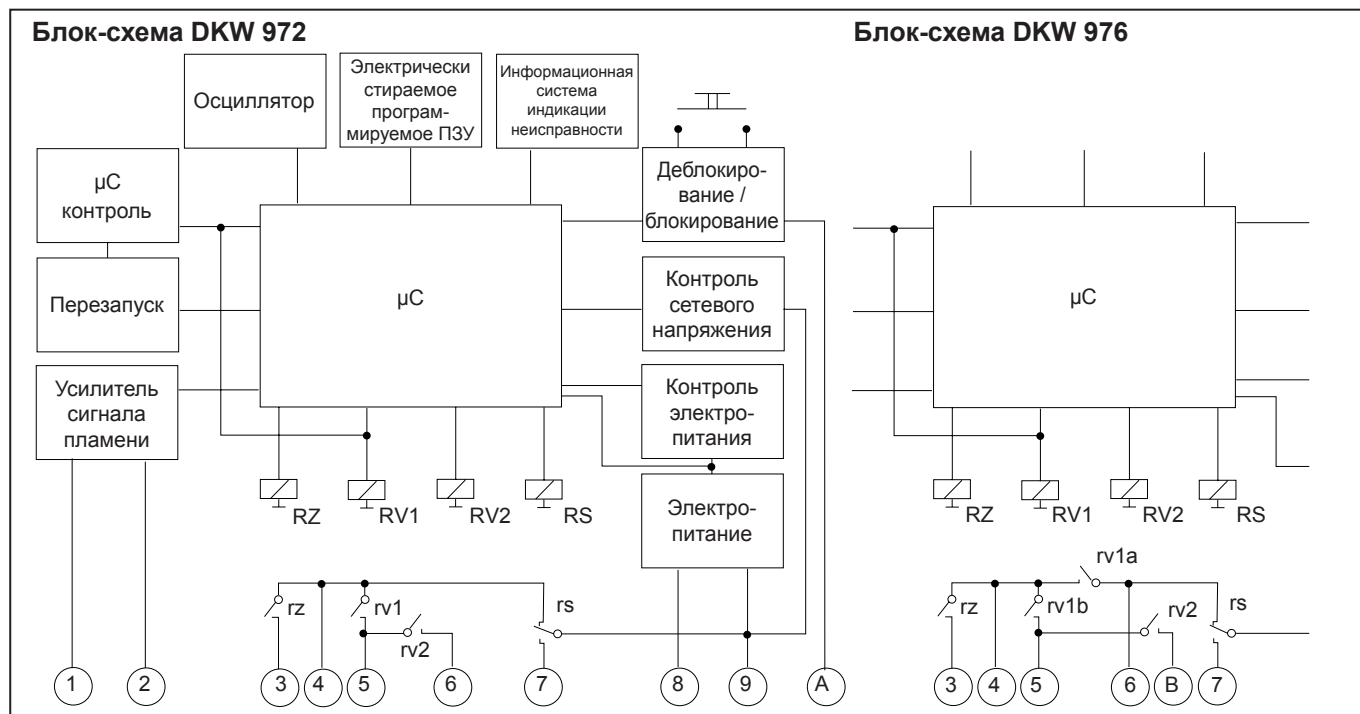 Блок-схема DKW 972
Блок-схема DKW 976
Осциллятор
Электрически
стираемое
програм-
мируемое ПЗУ
Информационная
система
индикации
неисправности
µC
контроль
Деблокиро-
вание /
блокирование
Перезапуск
µC
Контроль
сетевого
напряжения
µC
Усилитель
сигнала
пламени
Контроль
электро-
питания
RZ
RV1
RV2
RS
Электро-
питание
RZ
RV1
RV2
RS
rz
rv1
rv2
rs
rv1a
rz
rv1b
rv2
rs
1
2
3
4
5
6
7
8
9
A
3
4
5
6
B
7